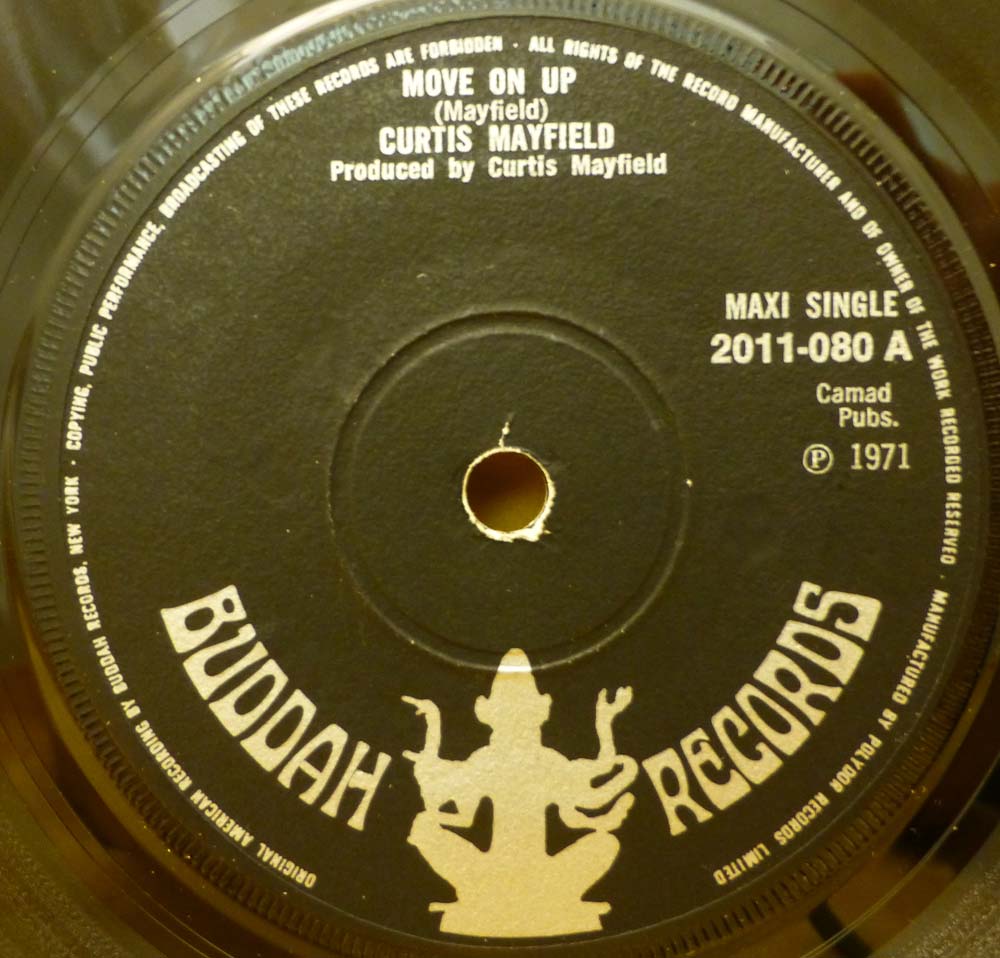 MOVE ON UP
(Mayfield)
CURTIS MAYFIELD
Produced by Curtis Mayfield
MAXI SINGLE
2011-080 A
Camad
Pubs.
Ⓟ 1971
BUDDAH RECORDS
ORIGINAL AMERICAN RECORDING BY BUDDAH RECORDS, NEW YORK · COPYING, PUBLIC PERFORMANCE, BROADCASTING OF THESE RECORDS ARE FORBIDDEN · ALL RIGHTS OF THE RECORD MANUFACTURER AND OF OWNER OF THE WORK RECORDED RESERVED · MANUFACTURED BY POLYDOR RECORDS LIMITED